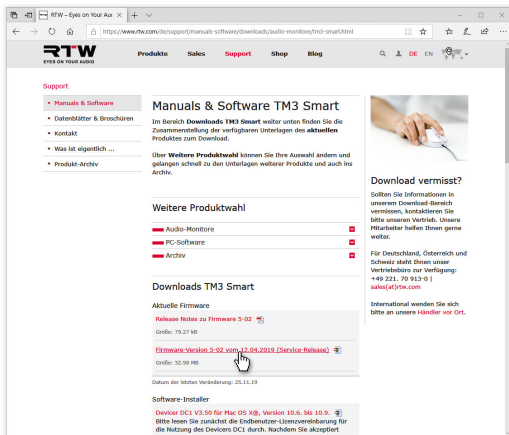 RTW – Eyes on Your Au
https://www.rtw.com/de/support/manuals-software/downloads/audio-monitore/tm3-smart.html
RTW
EYES ON YOUR AUDIO
Produkte Sales Support Shop Blog DE EN
Support
Manuals & Software
Datenblätter & Broschüren
Kontakt
Was ist eigentlich ...
Produkt-Archiv
Manuals & Software TM3 Smart
Im Bereich Downloads TM3 Smart weiter unten finden Sie die
Zusammenstellung der verfügbaren Unterlagen des aktuellen
Produktes zum Download.
Über Weitere Produktwahl können Sie Ihre Auswahl ändern und
gelangen schnell zu den Unterlagen weiterer Produkte und auch ins
Archiv.
Weitere Produktwahl
Audio-Monitore
PC-Software
Archiv
Downloads TM3 Smart
Aktuelle Firmware
Release Notes zu Firmware 5-02
Größe: 79,27 kB
Firmware-Version 5-02 vom 12.04.2019 (Service-Release)
Größe: 32,98 MB
Datum der letzten Veränderung: 25.11.19
Software-Installer
Devicer DC1 V3.50 für Mac OS X®, Version 10.6. bis 10.9.
Bitte lesen Sie zunächst die Endbenutzer-Lizenzvereinbarung für
die Nutzung des Devicers DC1 durch. Nachdem Sie akzeptiert
Download vermisst?
Sollten Sie Informationen in
unserem Download-Bereich
vermissen, kontaktieren Sie
bitte unseren Vertrieb. Unsere
Mitarbeiter helfen Ihnen gerne
weiter.
Für Deutschland, Österreich und
Schweiz steht Ihnen unser
Vertriebsbüro zur Verfügung:
+49 221. 70 913-0 |
sales(at)rtw.com
International wenden Sie sich
bitte an unsere Händler vor Ort.